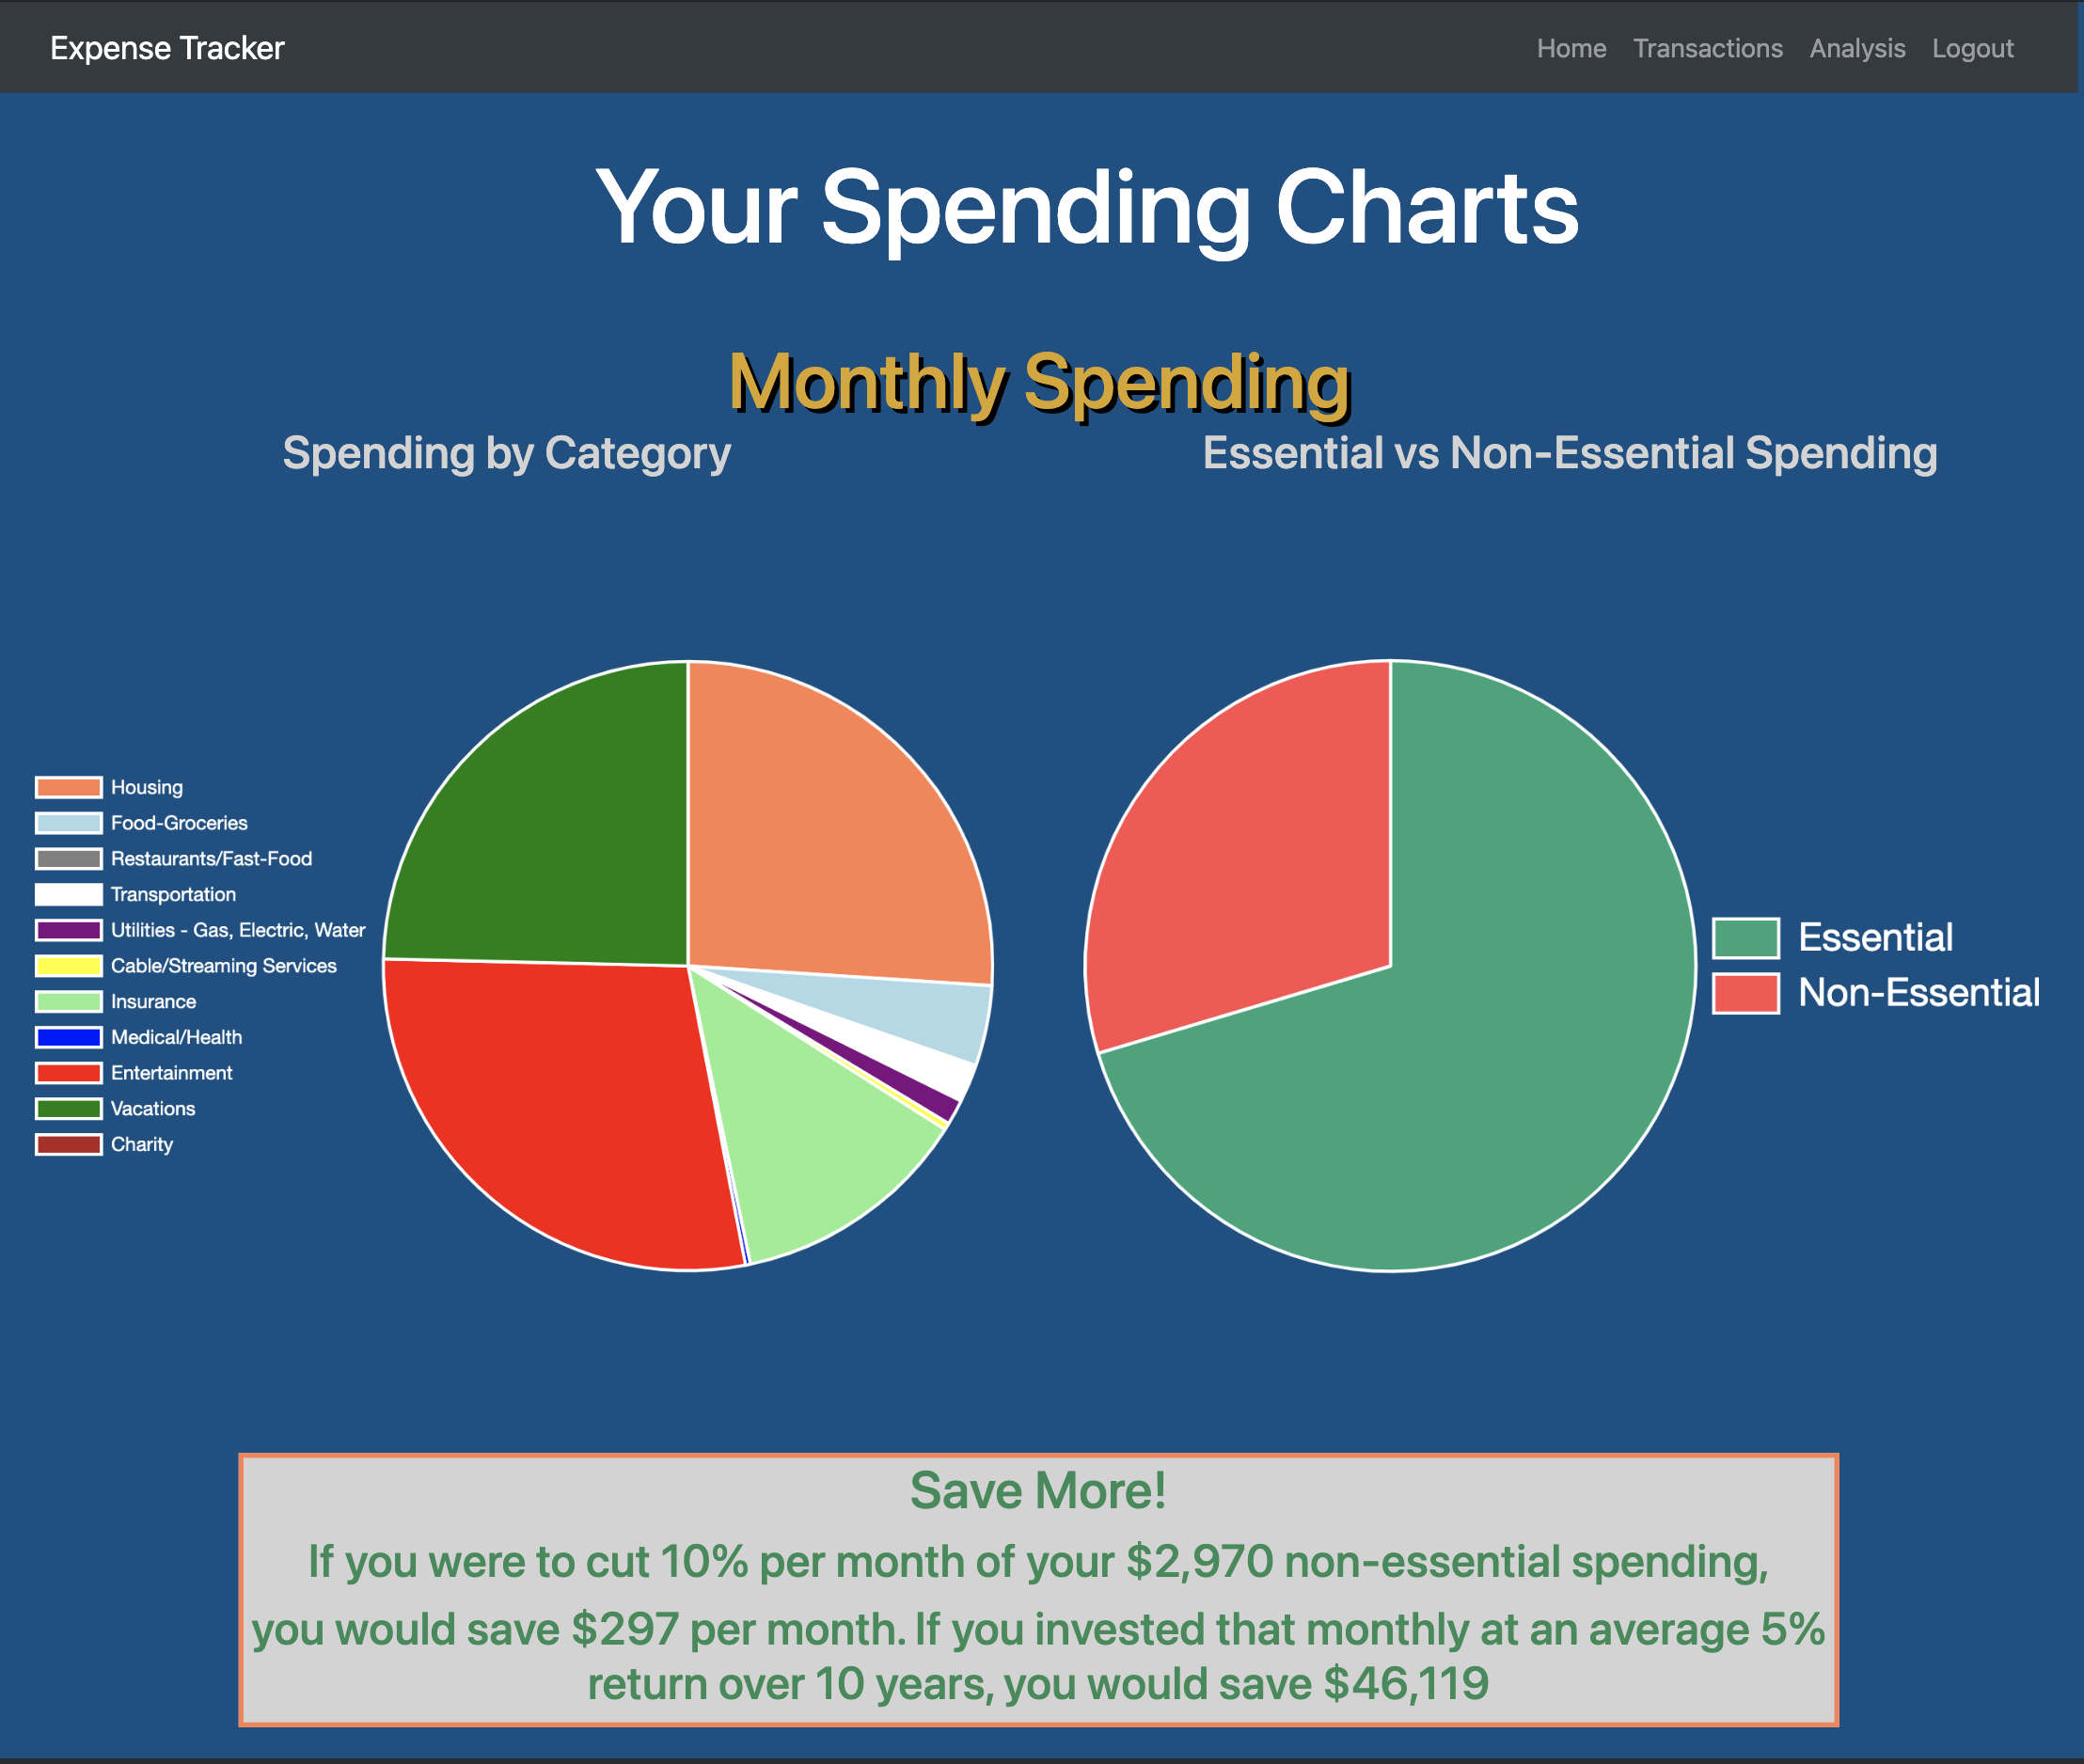 Expense Tracker
Home Transactions Analysis Logout
Your Spending Charts
Monthly Spending
Spending by Category
Essential vs Non-Essential Spending
Housing
Food-Groceries
Restaurants/Fast-Food
Transportation
Utilities - Gas, Electric, Water
Cable/Streaming Services
Insurance
Medical/Health
Entertainment
Vacations
Charity
Essential
Non-Essential
Save More!
If you were to cut 10% per month of your $2,970 non-essential spending,
you would save $297 per month. If you invested that monthly at an average 5%
return over 10 years, you would save $46,119